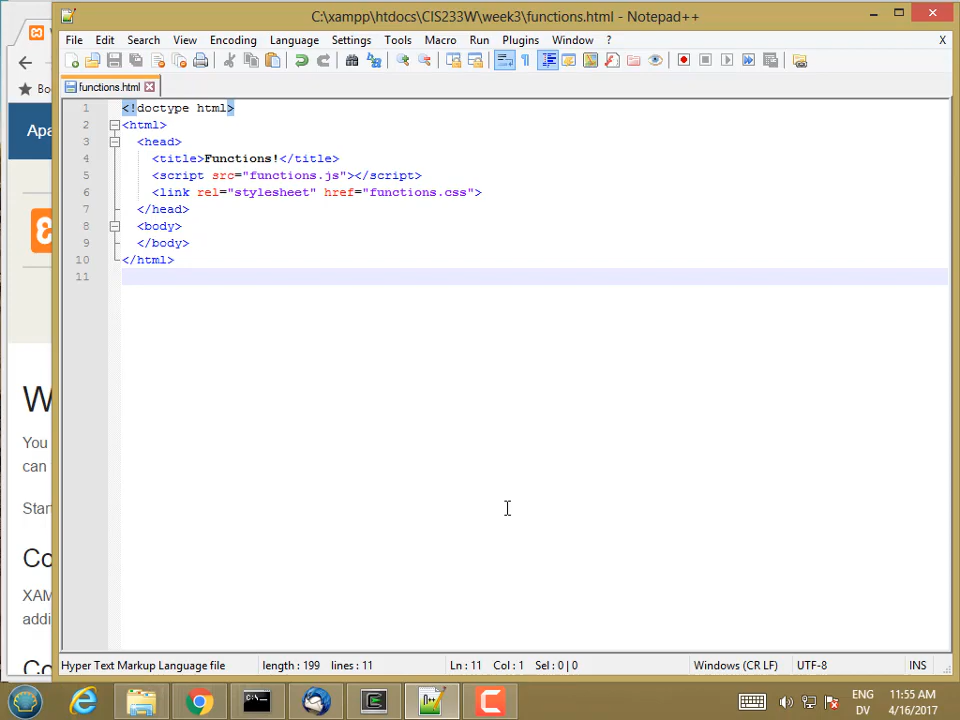 C:\xampp\htdocs\CIS233W\week3\functions.html - Notepad++
File Edit Search View Encoding Language Settings Tools Macro Run Plugins Window ? X
functions.html
1 <!doctype html>
2 <html>
3 <head>
4 <title>Functions!</title>
5 <script src="functions.js"></script>
6 <link rel="stylesheet" href="functions.css">
7 </head>
8 <body>
9 </body>
10 </html>
11
Apa
W
You
can
Star
Co
XAM
addi
Co
Hyper Text Markup Language file length : 199 lines : 11 Ln : 11 Col : 1 Sel : 0 | 0 Windows (CR LF) UTF-8 INS
ENG 11:55 AM
DV 4/16/2017